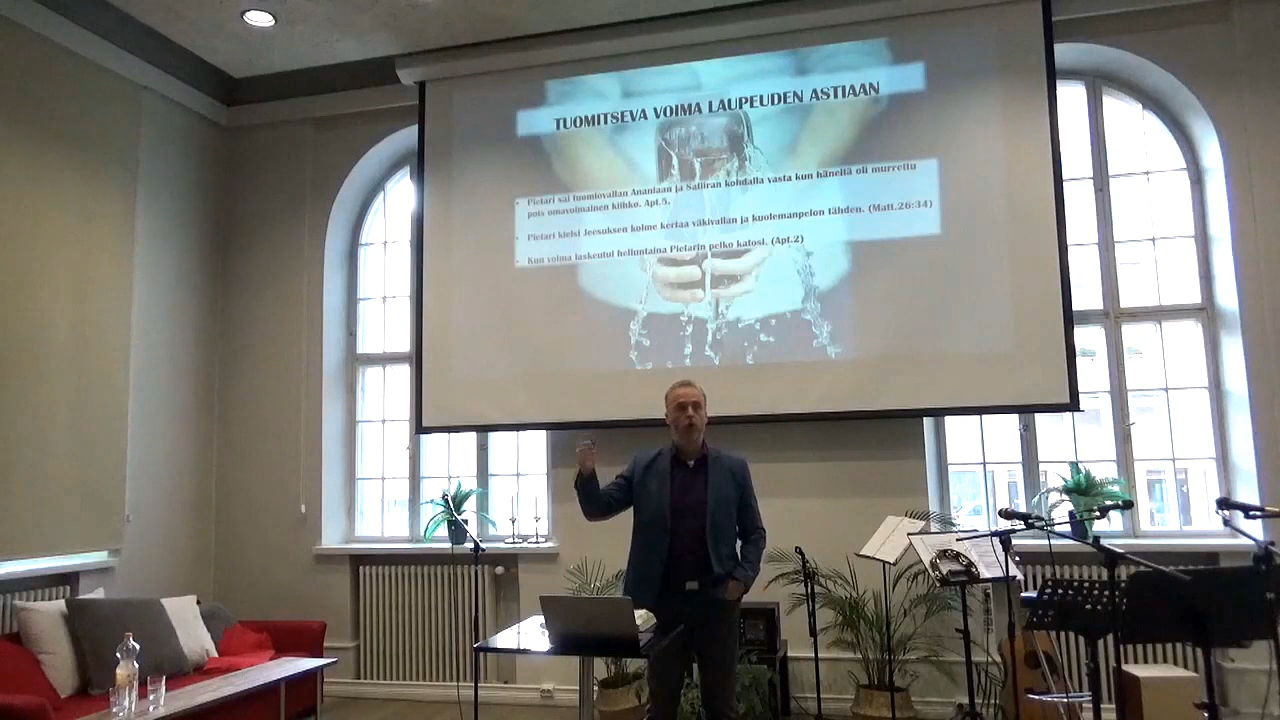 TUOMITSEVA VOIMA LAUPEUDEN ASTIAAN
• Pietari sai tuomiovallan Ananiaan ja Safiiran kohdalla vasta kun häneltä oli murrettu
pois omavoimainen kiihko. Apt.5.
• Pietari kielsi Jeesuksen kolme kertaa väkivallan ja kuolemanpelon tähden. (Matt.26:34)
• Kun voima laskeutui helluntaina Pietarin pelko katosi. (Apt.2)